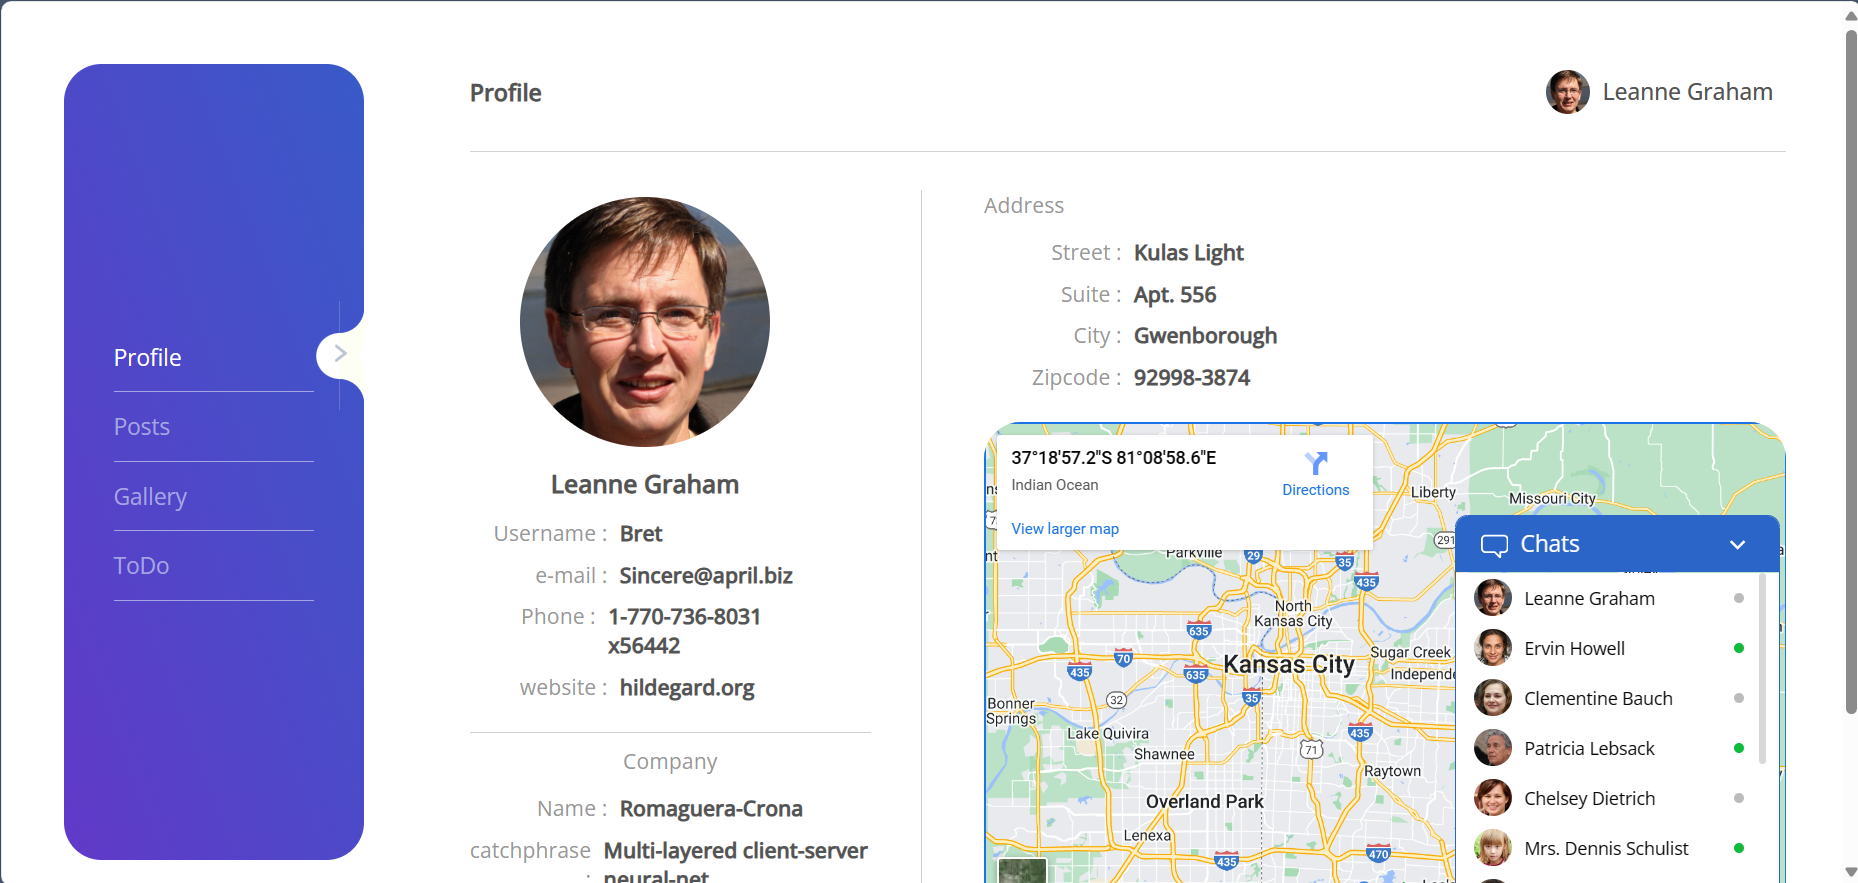 Profile
Leanne Graham
Profile
Posts
Gallery
ToDo
Leanne Graham
Username : Bret
e-mail : Sincere@april.biz
Phone : 1-770-736-8031
x56442
website : hildegard.org
Company
Name : Romaguera-Crona
catchphrase Multi-layered client-server
: neural-net
Address
Street : Kulas Light
Suite : Apt. 556
City : Gwenborough
Zipcode : 92998-3874
37°18'57.2"S 81°08'58.6"E
Indian Ocean
Directions
View larger map
Liberty
Missouri City
291
Parkville
29
35
435
North
Kansas City
635
70
435
635
Kansas City
Sugar Creek
Independe
35
32
Bonner
Springs
Lake Quivira
Shawnee
71
435
Raytown
Overland Park
Lenexa
435
470
Chats
Leanne Graham
Ervin Howell
Clementine Bauch
Patricia Lebsack
Chelsey Dietrich
Mrs. Dennis Schulist